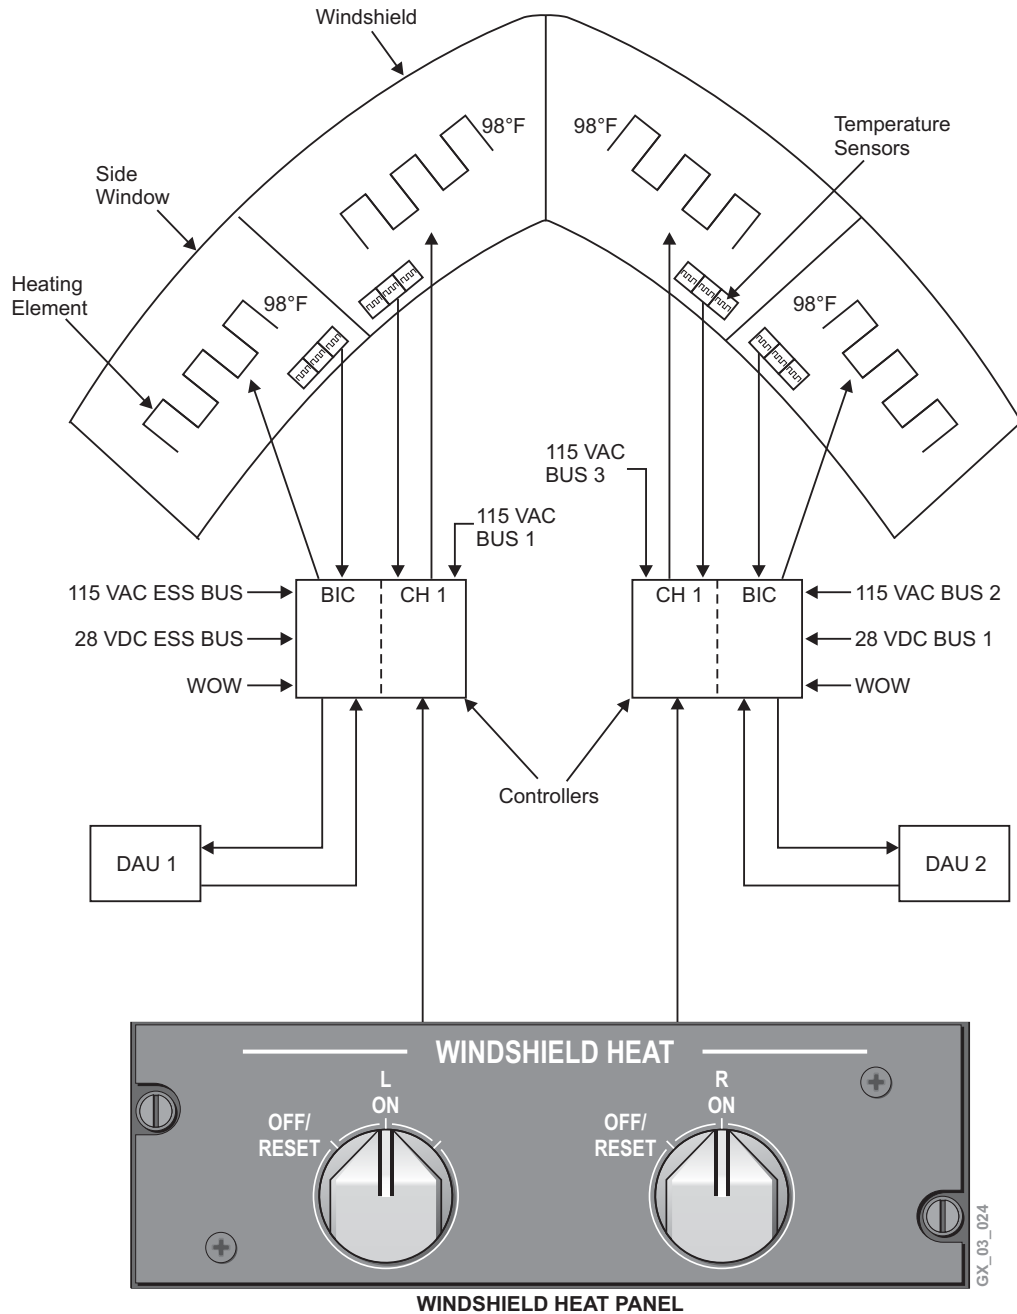 Windshield
98°F
98°F
Temperature
Sensors
Side
Window
Heating
Element
98°F
98°F
115 VAC
BUS 3
115 VAC
BUS 1
115 VAC ESS BUS
BIC
CH 1
CH 1
BIC
115 VAC BUS 2
28 VDC ESS BUS
28 VDC BUS 1
WOW
WOW
Controllers
DAU 1
DAU 2
WINDSHIELD HEAT
L
ON
OFF/
RESET
R
ON
OFF/
RESET
GX_03_024
WINDSHIELD HEAT PANEL